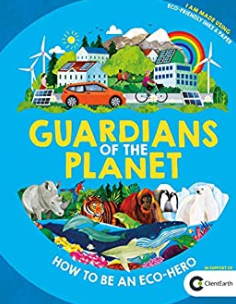 I AM MADE USING
ECO-FRIENDLY INKS & PAPER
GUARDIANS
OF THE
PLANET
HOW TO BE AN ECO-HERO
IN SUPPORT OF
ClientEarth